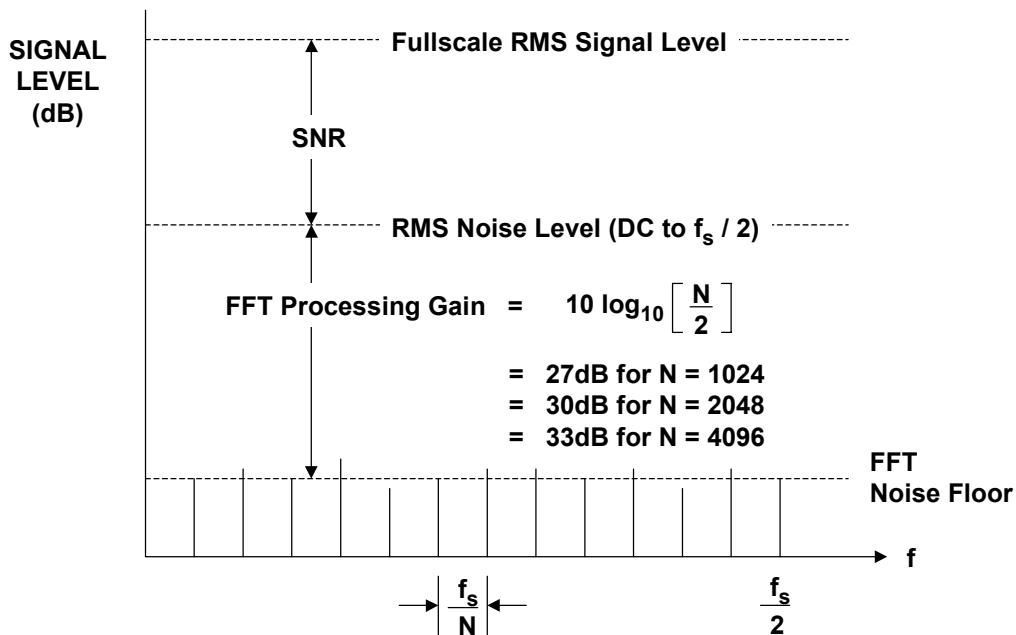 SIGNAL
LEVEL
(dB)
Fullscale RMS Signal Level
SNR
RMS Noise Level (DC to fs / 2)
FFT Processing Gain = 10 log10 [N/2]
= 27dB for N = 1024
= 30dB for N = 2048
= 33dB for N = 4096
FFT
Noise Floor
f
fs/N
fs/2